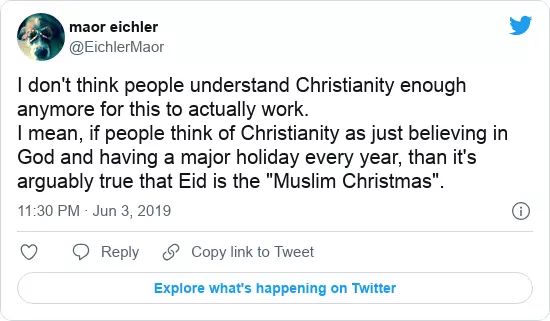 maor eichler
@EichlerMaor
I don't think people understand Christianity enough
anymore for this to actually work.
I mean, if people think of Christianity as just believing in
God and having a major holiday every year, than it's
arguably true that Eid is the "Muslim Christmas".
11:30 PM · Jun 3, 2019
Reply Copy link to Tweet
Explore what's happening on Twitter